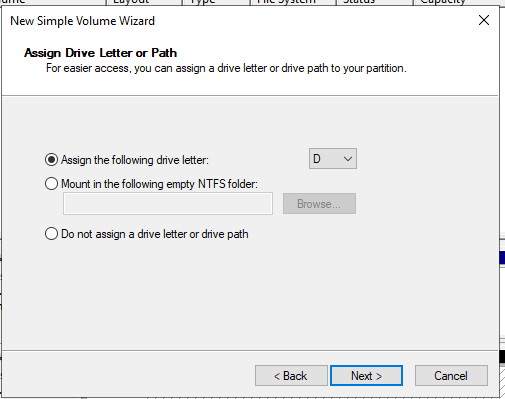 Layout Type File System Status Capacity
New Simple Volume Wizard
Assign Drive Letter or Path
For easier access, you can assign a drive letter or drive path to your partition.
Assign the following drive letter: D
Mount in the following empty NTFS folder:
Browse...
Do not assign a drive letter or drive path
< Back Next > Cancel